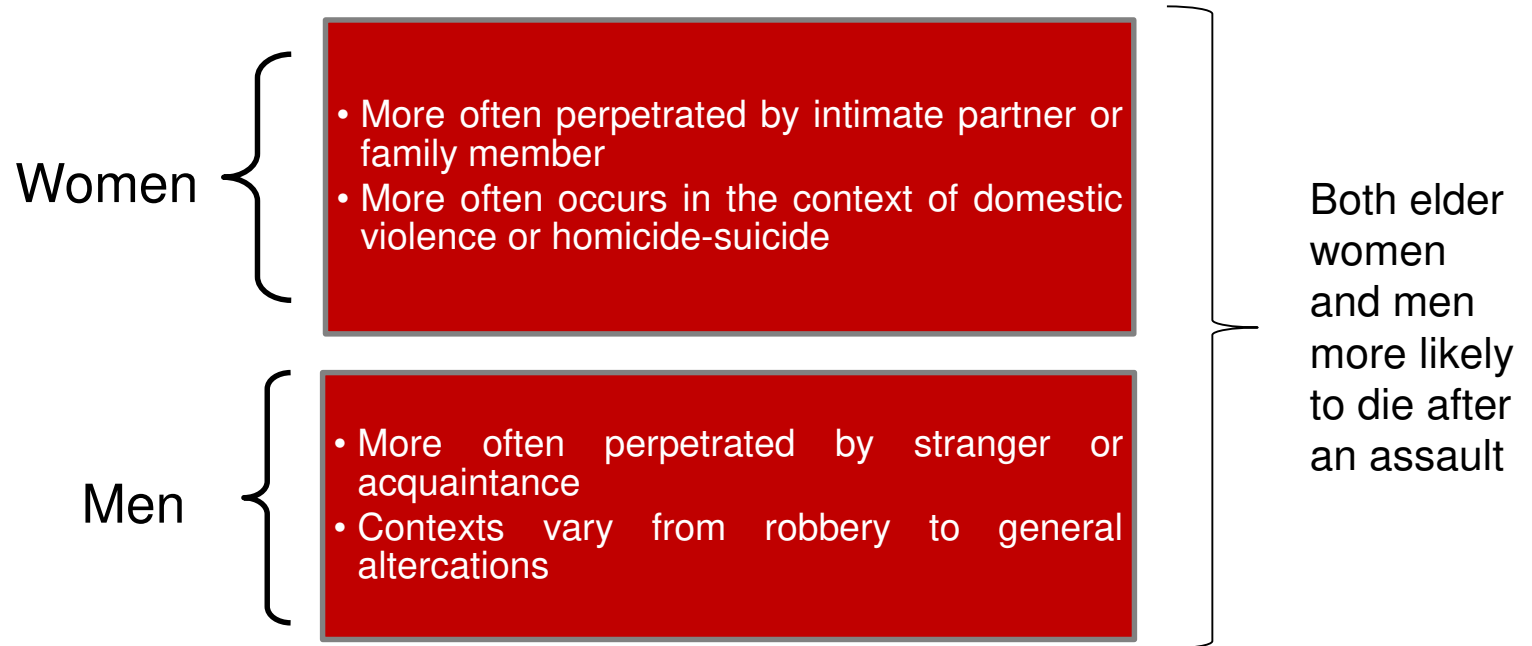 Women
• More often perpetrated by intimate partner or
family member
• More often occurs in the context of domestic
violence or homicide-suicide
Men
• More often perpetrated by stranger or
acquaintance
• Contexts vary from robbery to general
altercations
Both elder
women
and men
more likely
to die after
an assault